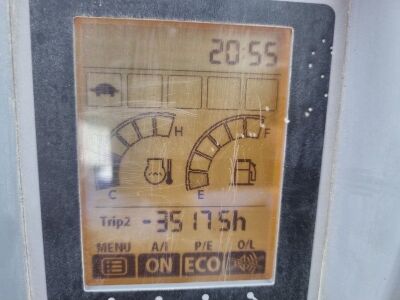 20:55
H F
C E
Trip2 -35175h
MENU A/I P/E O/L
ON ECO